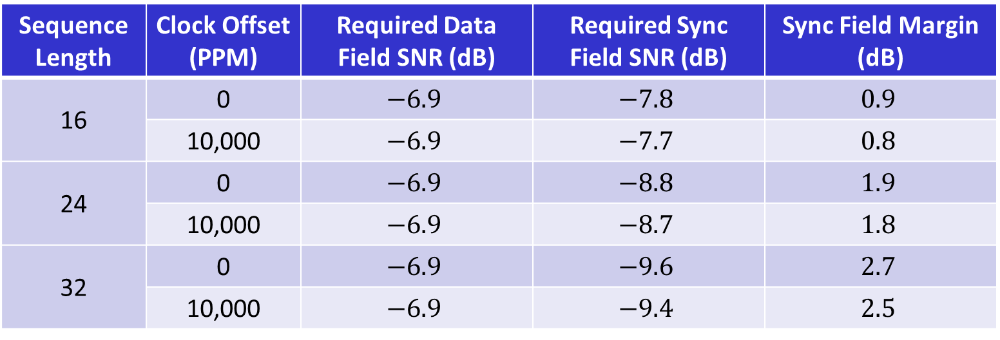 Sequence Length Clock Offset (PPM) Required Data Field SNR (dB) Required Sync Field SNR (dB) Sync Field Margin (dB)
16 0 −6.9 −7.8 0.9
10,000 −6.9 −7.7 0.8
24 0 −6.9 −8.8 1.9
10,000 −6.9 −8.7 1.8
32 0 −6.9 −9.6 2.7
10,000 −6.9 −9.4 2.5